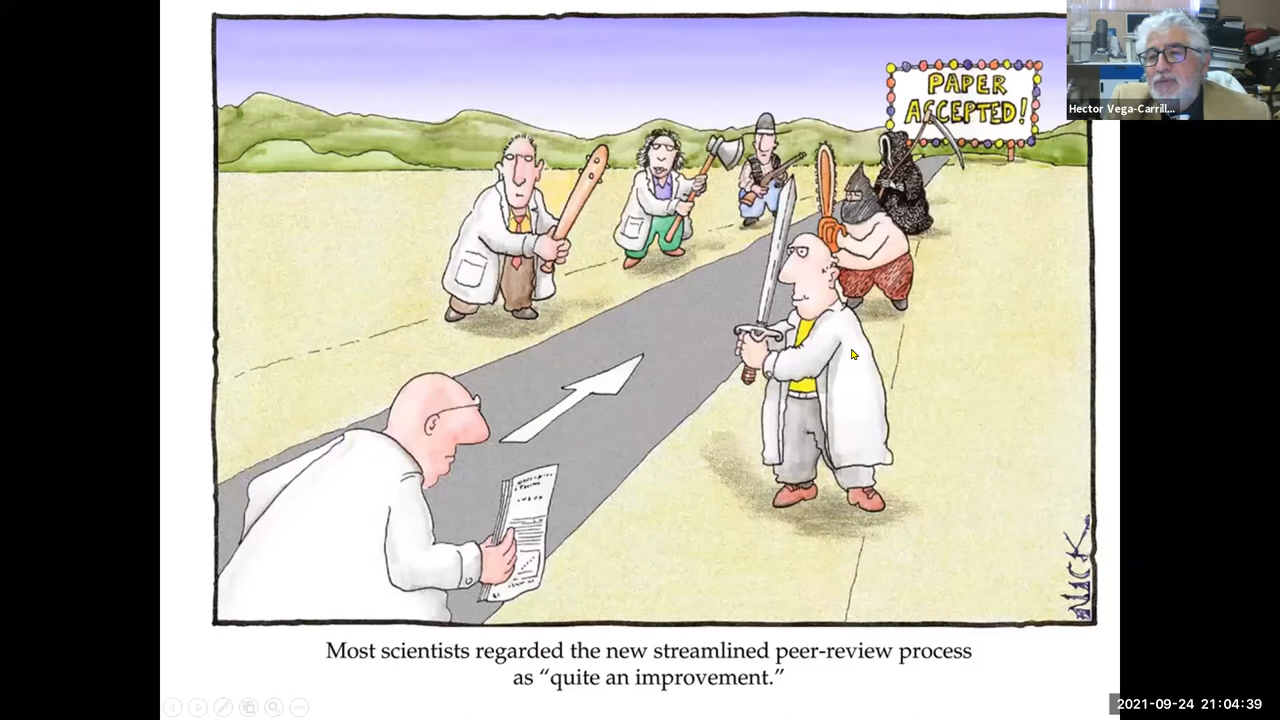 PAPER
ACCEPTED!
Hector Vega-Carrill...
NICK
Most scientists regarded the new streamlined peer-review process
as “quite an improvement.”
2021-09-24 21:04:39